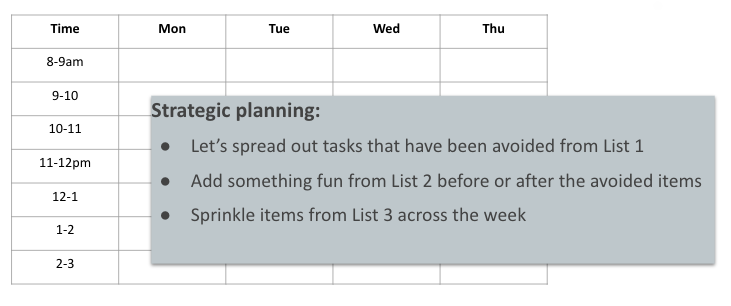 Time Mon Tue Wed Thu
8-9am
9-10
Strategic planning:
10-11
● Let's spread out tasks that have been avoided from List 1
11-12pm
● Add something fun from List 2 before or after the avoided items
12-1
● Sprinkle items from List 3 across the week
1-2
2-3